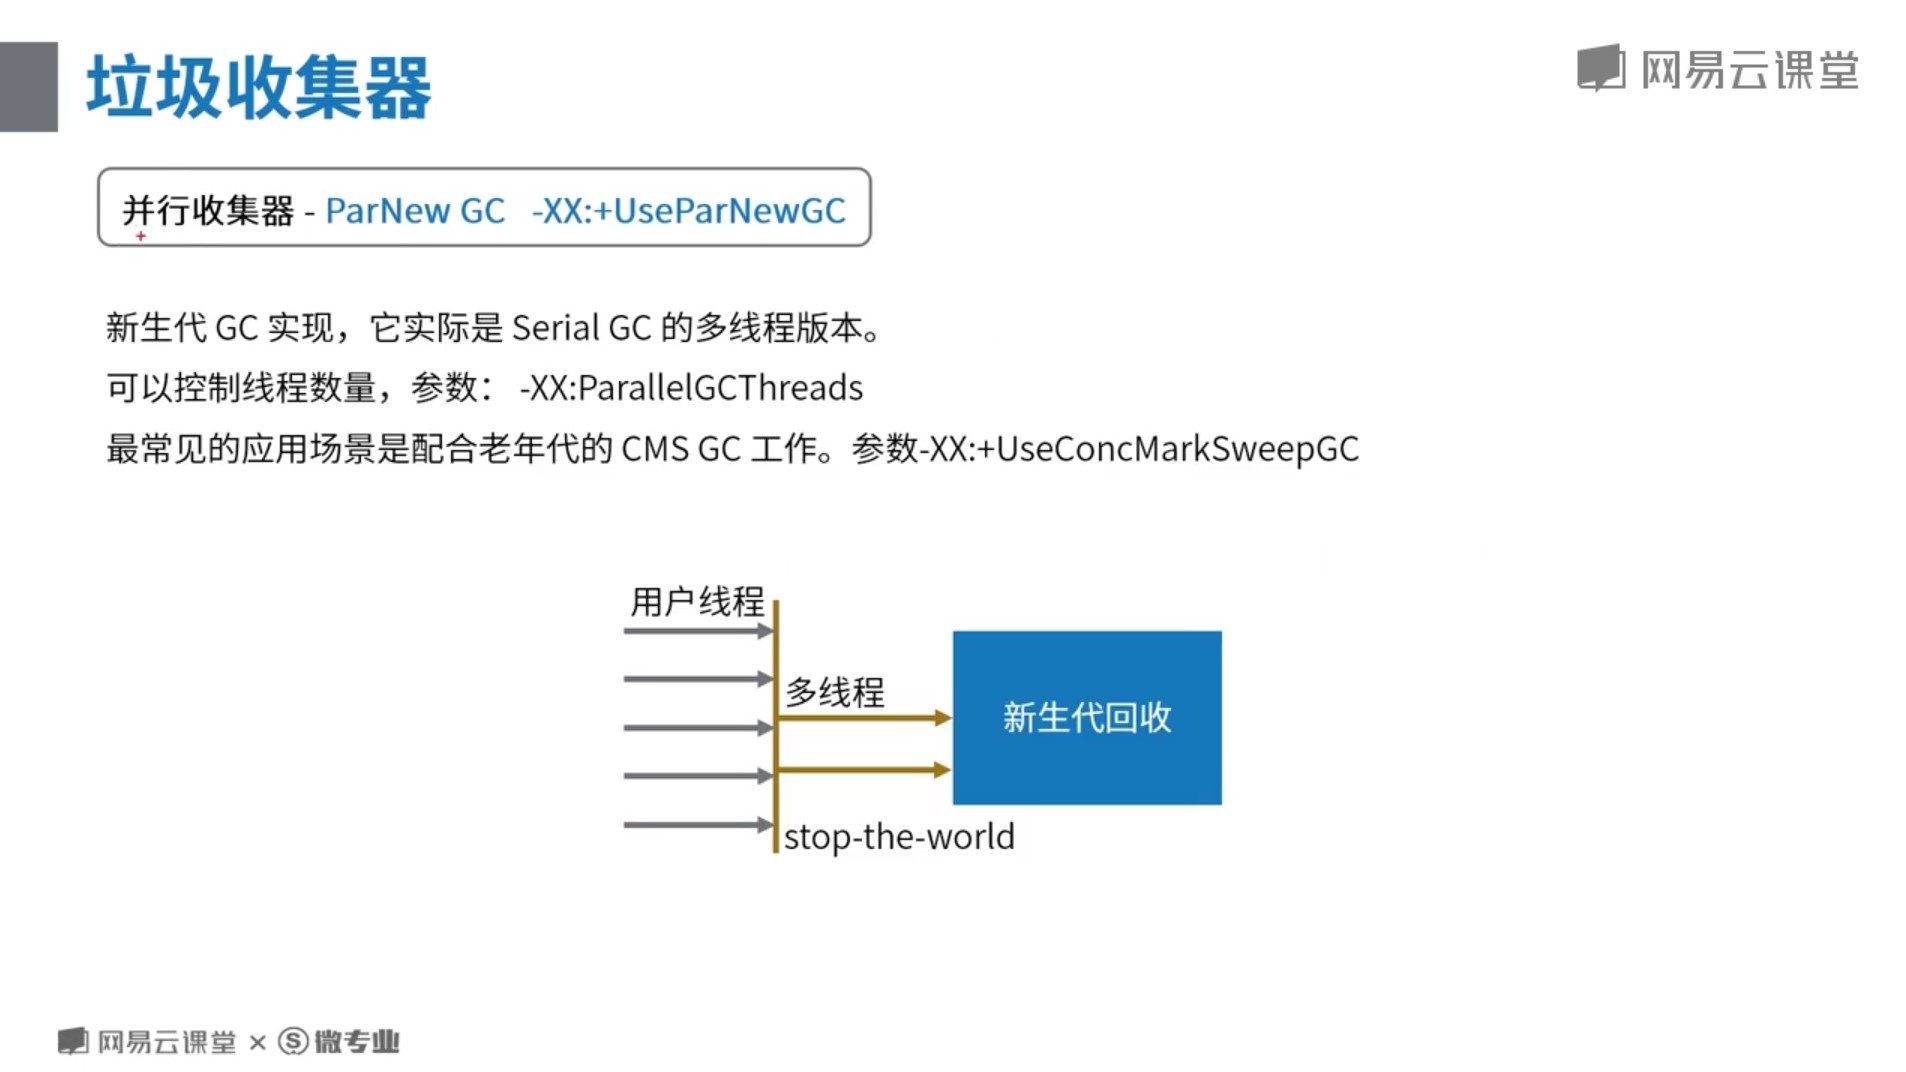 垃圾收集器
网易云课堂
并行收集器 - ParNew GC -XX:+UseParNewGC
新生代 GC 实现，它实际是 Serial GC 的多线程版本。
可以控制线程数量，参数： -XX:ParallelGCThreads
最常见的应用场景是配合老年代的 CMS GC 工作。参数-XX:+UseConcMarkSweepGC
用户线程
多线程
新生代回收
stop-the-world
网易云课堂 × S 微专业